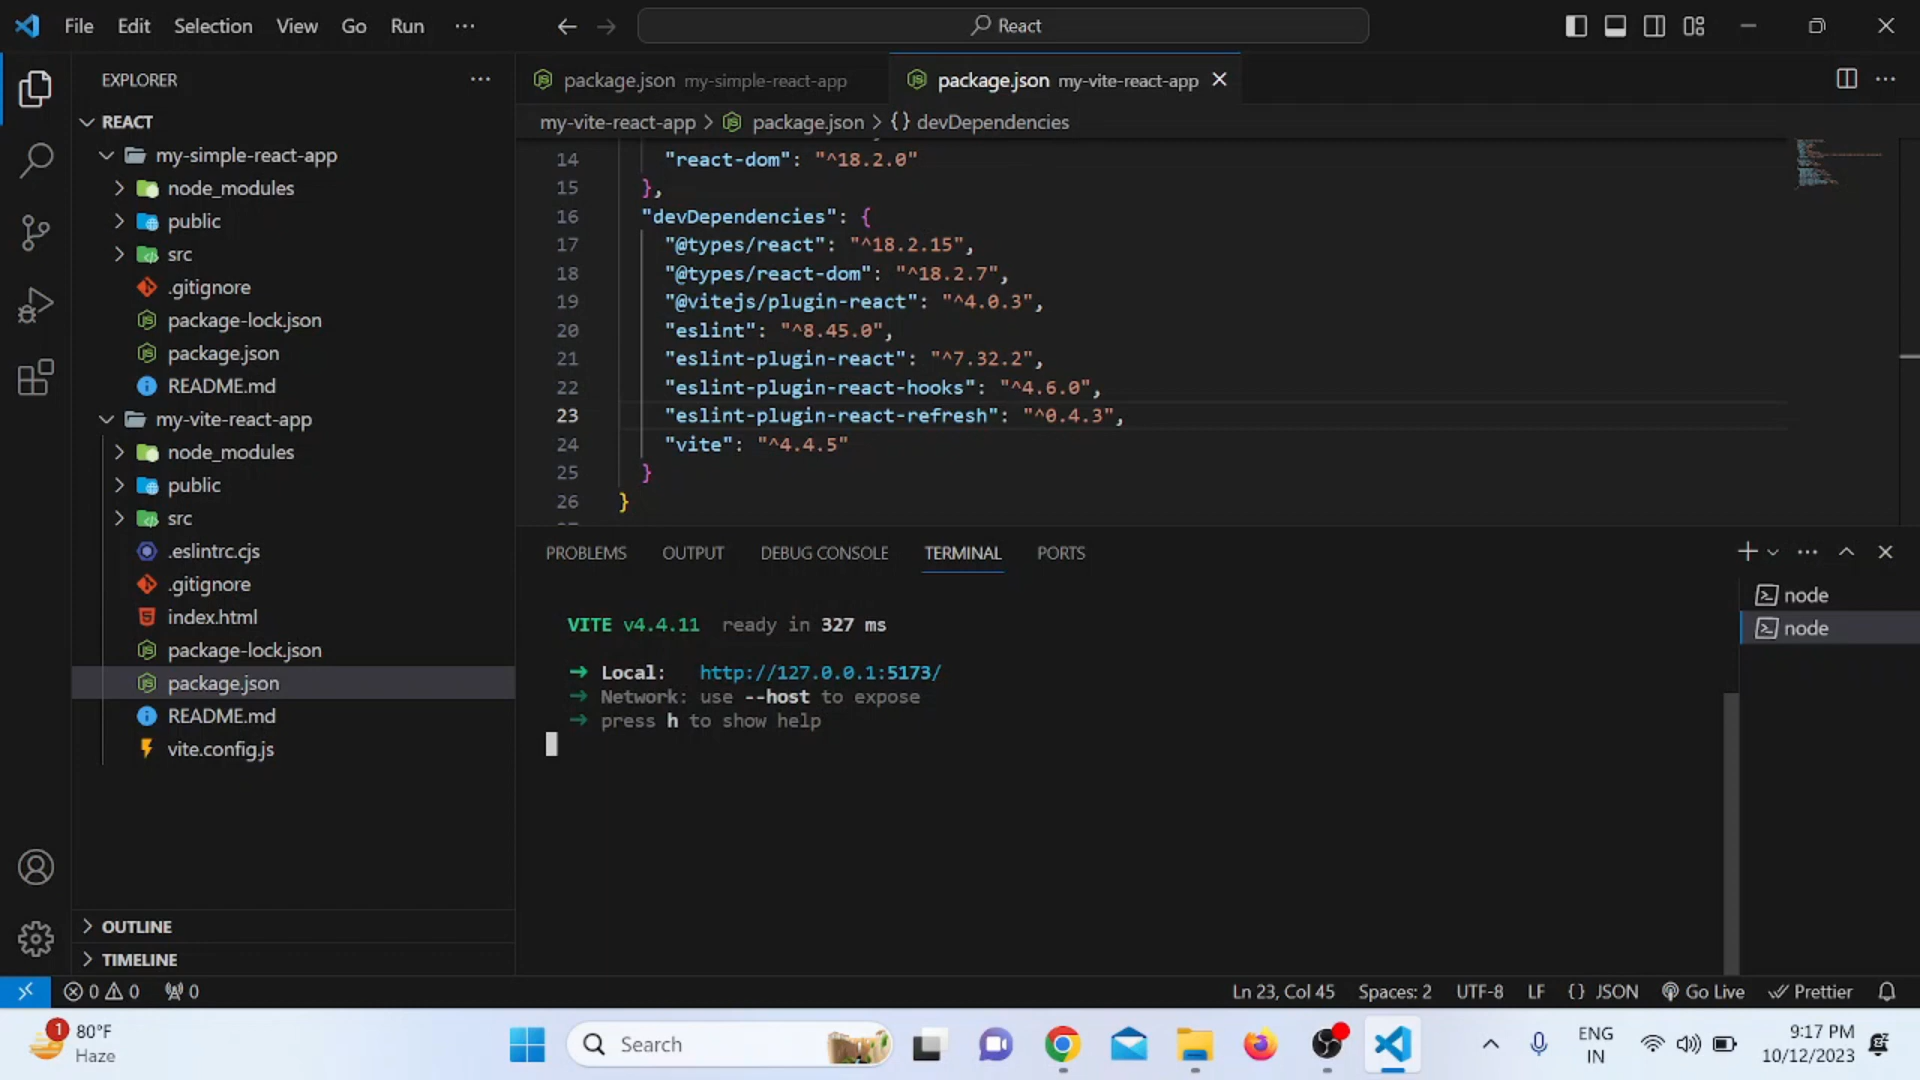 File Edit Selection View Go Run ··· React
EXPLORER ···
REACT
my-simple-react-app
node_modules
public
src
.gitignore
package-lock.json
package.json
README.md
my-vite-react-app
node_modules
public
src
.eslintrc.cjs
.gitignore
index.html
package-lock.json
package.json
README.md
vite.config.js
OUTLINE
TIMELINE
package.json my-simple-react-app
package.json my-vite-react-app
my-vite-react-app > package.json > {} devDependencies
14 "react-dom": "^18.2.0"
15 },
16 "devDependencies": {
17 "@types/react": "^18.2.15",
18 "@types/react-dom": "^18.2.7",
19 "@vitejs/plugin-react": "^4.0.3",
20 "eslint": "^8.45.0",
21 "eslint-plugin-react": "^7.32.2",
22 "eslint-plugin-react-hooks": "^4.6.0",
23 "eslint-plugin-react-refresh": "^0.4.3",
24 "vite": "^4.4.5"
25 }
26 }
PROBLEMS OUTPUT DEBUG CONSOLE TERMINAL PORTS
VITE v4.4.11 ready in 327 ms
➜ Local: http://127.0.0.1:5173/
➜ Network: use --host to expose
➜ press h to show help
node
node
0 0 0
Ln 23, Col 45 Spaces: 2 UTF-8 LF {} JSON Go Live Prettier
1 80°F
Haze
Search
ENG
IN
9:17 PM
10/12/2023